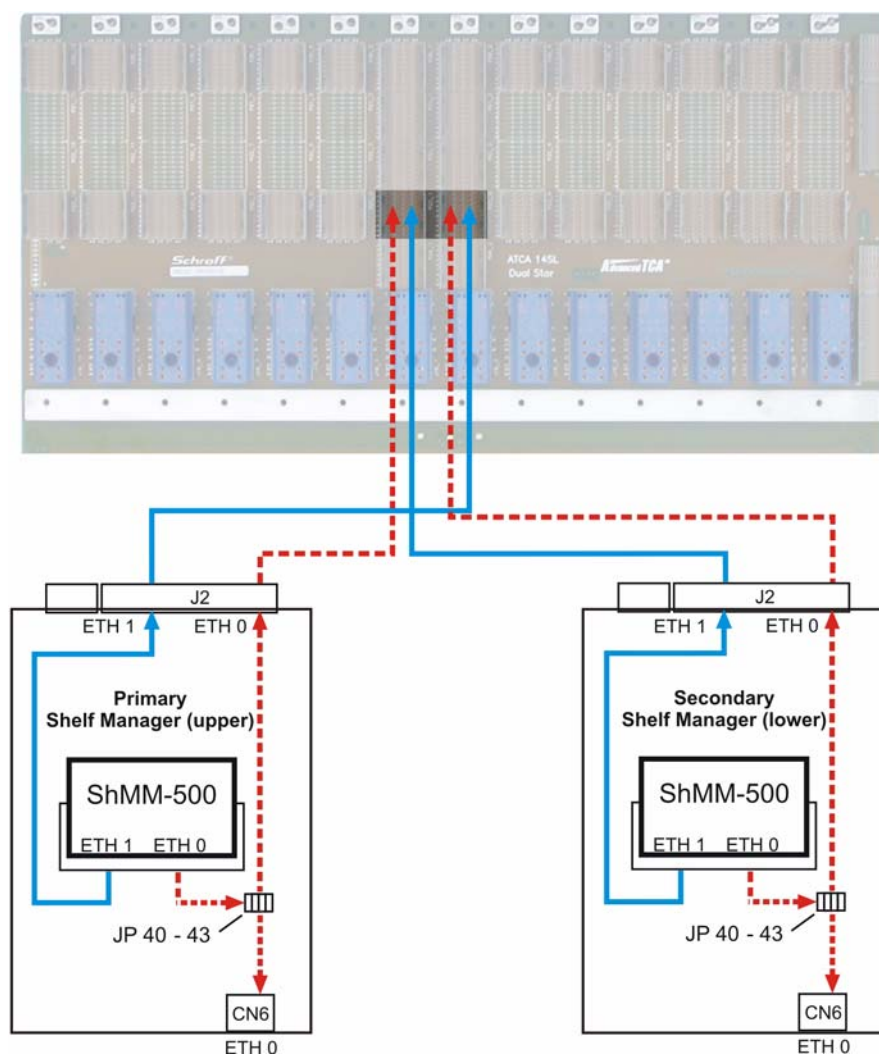 Schroff
ATCA 14SL
Dual Star
AdvancedTCA
J2
ETH 1
ETH 0
Primary
Shelf Manager (upper)
ShMM-500
ETH 1
ETH 0
JP 40 - 43
CN6
ETH 0
J2
ETH 1
ETH 0
Secondary
Shelf Manager (lower)
ShMM-500
ETH 1
ETH 0
JP 40 - 43
CN6
ETH 0